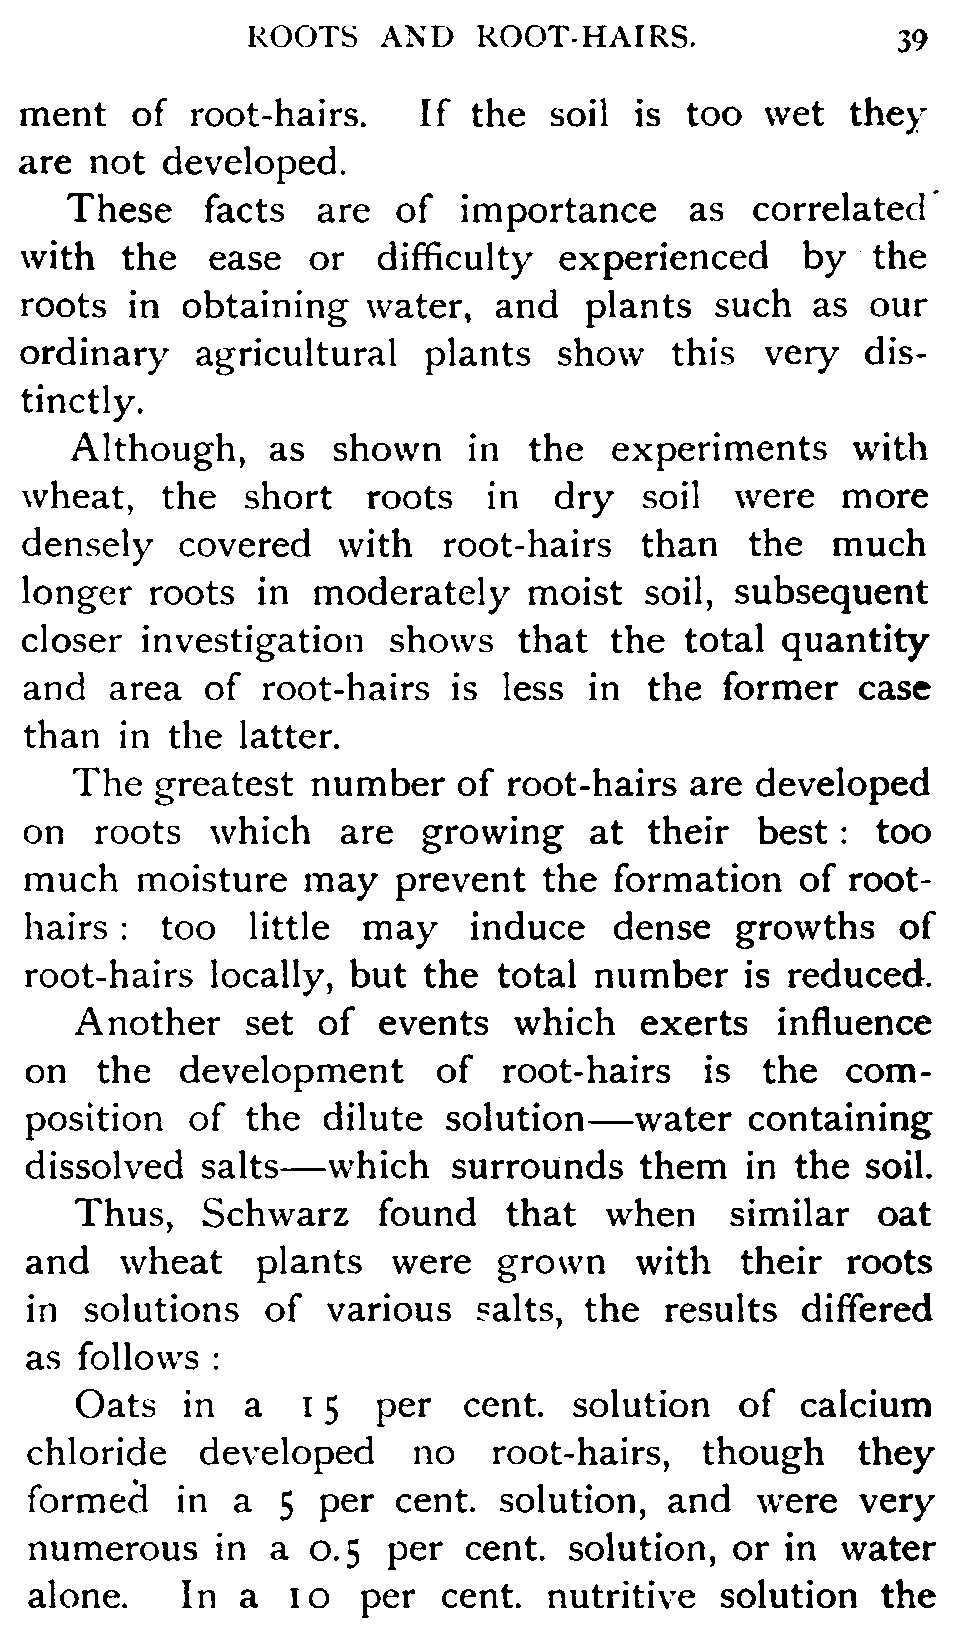 ROOTS AND ROOT-HAIRS. 39
ment of root-hairs. If the soil is too wet they
are not developed.
These facts are of importance as correlated
with the ease or difficulty experienced by the
roots in obtaining water, and plants such as our
ordinary agricultural plants show this very dis-
tinctly.
Although, as shown in the experiments with
wheat, the short roots in dry soil were more
densely covered with root-hairs than the much
longer roots in moderately moist soil, subsequent
closer investigation shows that the total quantity
and area of root-hairs is less in the former case
than in the latter.
The greatest number of root-hairs are developed
on roots which are growing at their best : too
much moisture may prevent the formation of root-
hairs : too little may induce dense growths of
root-hairs locally, but the total number is reduced.
Another set of events which exerts influence
on the development of root-hairs is the com-
position of the dilute solution—water containing
dissolved salts—which surrounds them in the soil.
Thus, Schwarz found that when similar oat
and wheat plants were grown with their roots
in solutions of various salts, the results differed
as follows :
Oats in a 15 per cent. solution of calcium
chloride developed no root-hairs, though they
formed in a 5 per cent. solution, and were very
numerous in a 0.5 per cent. solution, or in water
alone. In a 10 per cent. nutritive solution the